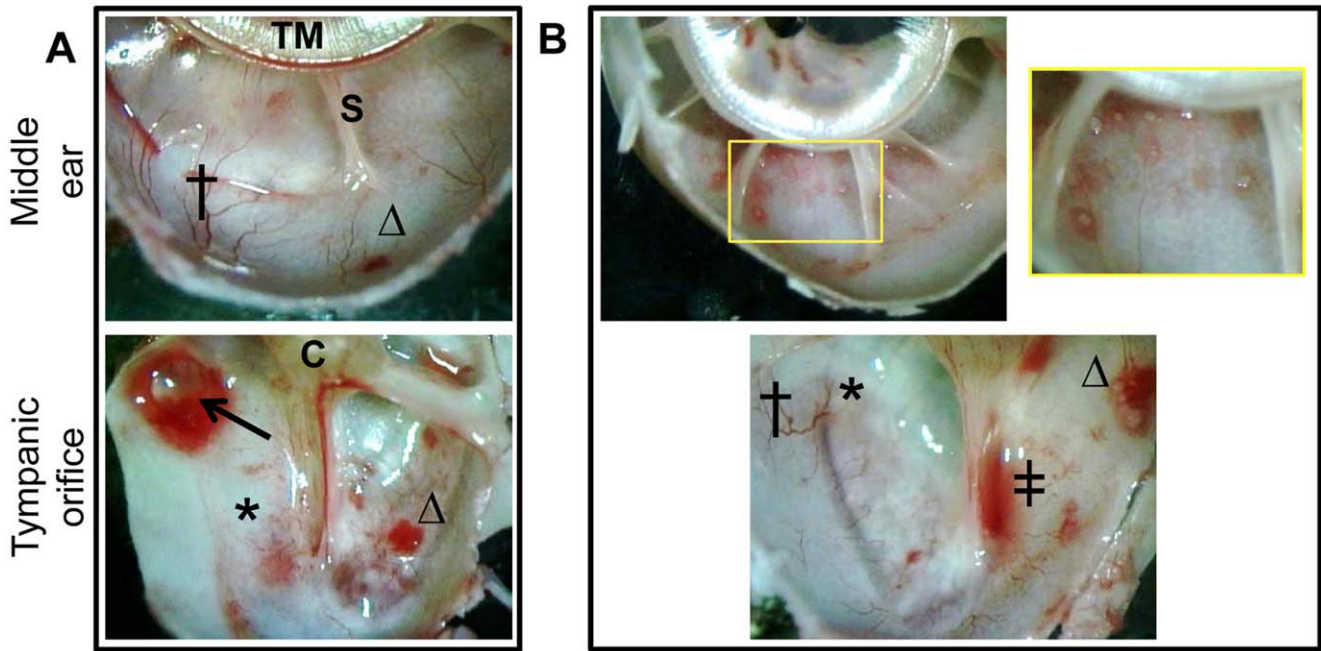 A
TM
S
†
Δ
B
Middle
ear
C
*
Δ
Tympanic
orifice
†
*
Δ
‡